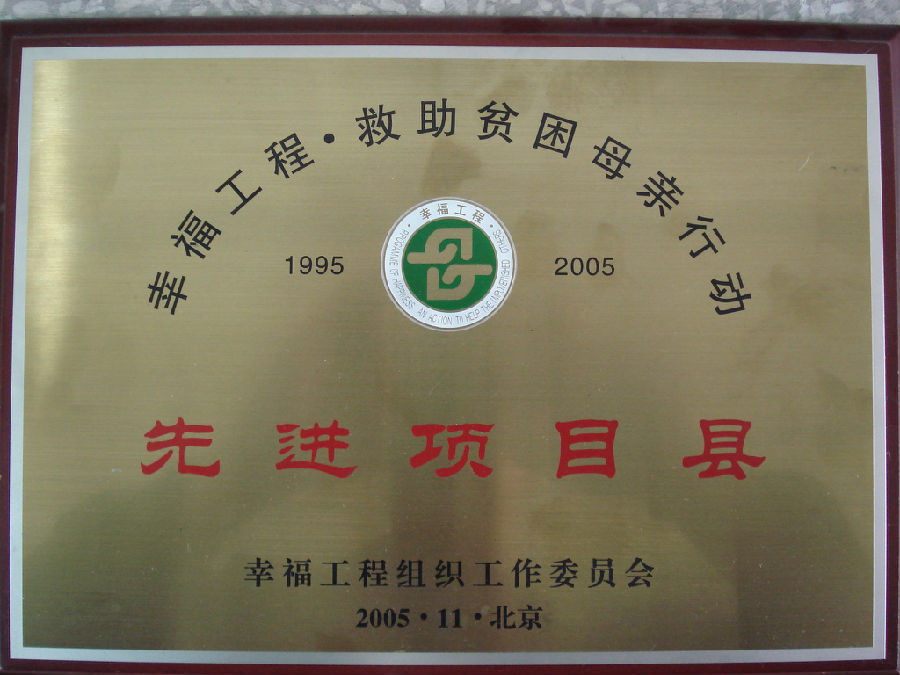 幸福工程·救助贫困母亲行动
1995
幸福工程
2005
先进项目县
幸福工程组织工作委员会
2005·11·北京